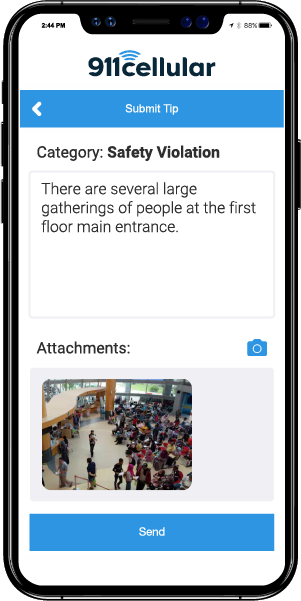 2:44 PM
88%
911cellular
Submit Tip
Category: Safety Violation
There are several large
gatherings of people at the first
floor main entrance.
Attachments:
Send